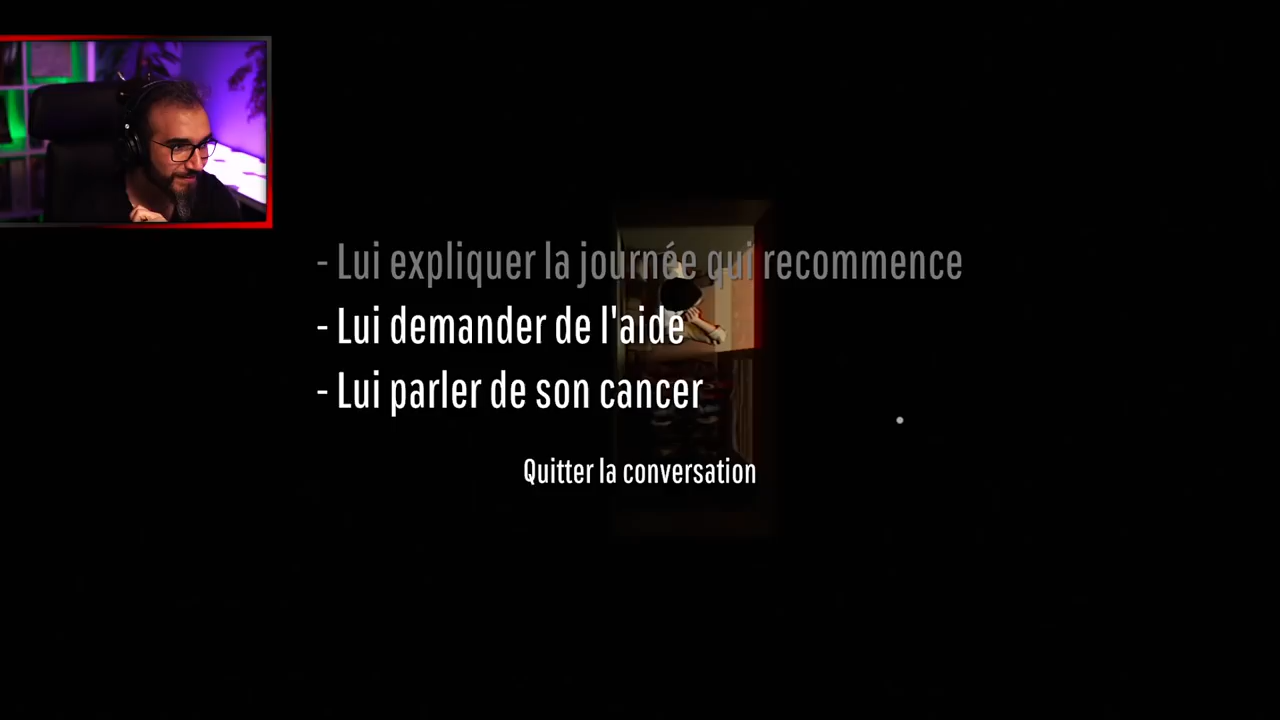 - Lui expliquer la journée qui recommence
- Lui demander de l'aide
- Lui parler de son cancer
Quitter la conversation